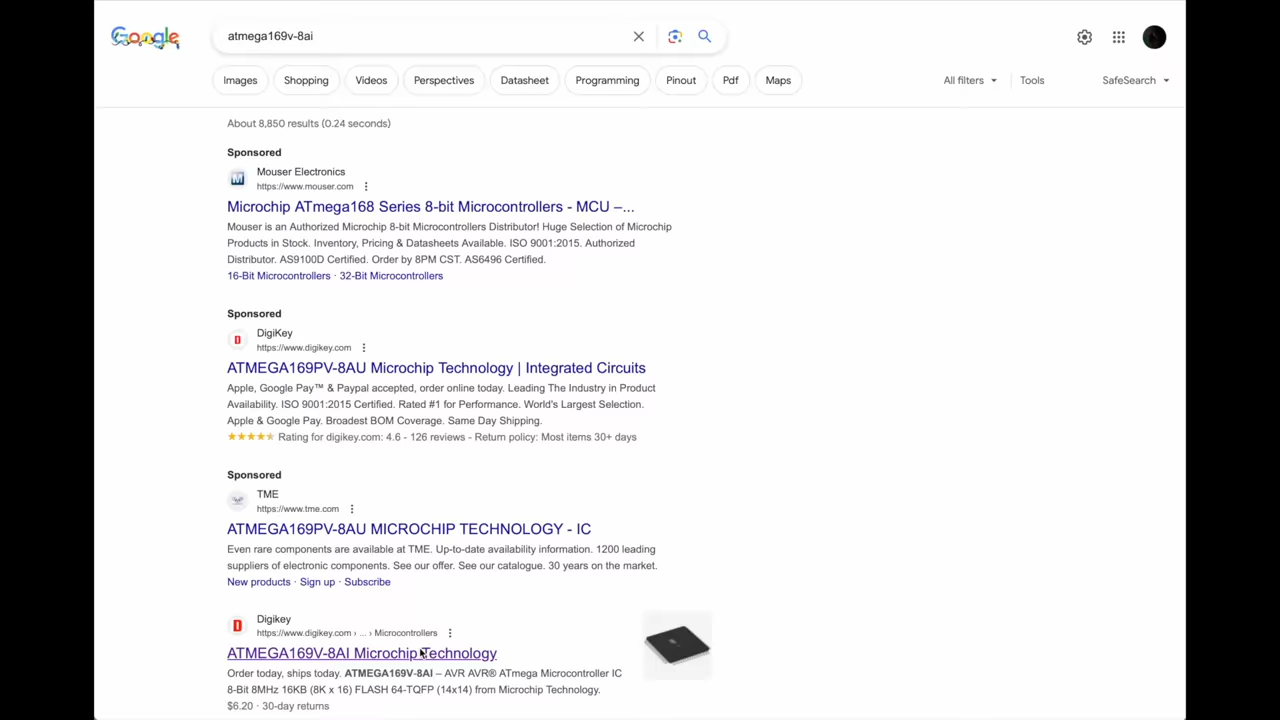 Google
atmega169v-8ai
Images
Shopping
Videos
Perspectives
Datasheet
Programming
Pinout
Pdf
Maps
All filters
Tools
SafeSearch
About 8,850 results (0.24 seconds)
Sponsored
Mouser Electronics
https://www.mouser.com
Microchip ATmega168 Series 8-bit Microcontrollers - MCU –...
Mouser is an Authorized Microchip 8-bit Microcontrollers Distributor! Huge Selection of Microchip
Products in Stock. Inventory, Pricing & Datasheets Available. ISO 9001:2015. Authorized
Distributor. AS9100D Certified. Order by 8PM CST. AS6496 Certified.
16-Bit Microcontrollers · 32-Bit Microcontrollers
Sponsored
DigiKey
https://www.digikey.com
ATMEGA169PV-8AU Microchip Technology | Integrated Circuits
Apple, Google Pay™ & Paypal accepted, order online today. Leading The Industry in Product
Availability. ISO 9001:2015 Certified. Rated #1 for Performance. World's Largest Selection.
Apple & Google Pay. Broadest BOM Coverage. Same Day Shipping.
Rating for digikey.com: 4.6 - 126 reviews - Return policy: Most items 30+ days
Sponsored
TME
https://www.tme.com
ATMEGA169PV-8AU MICROCHIP TECHNOLOGY - IC
Even rare components are available at TME. Up-to-date availability information. 1200 leading
suppliers of electronic components. See our offer. See our catalogue. 30 years on the market.
New products · Sign up · Subscribe
Digikey
https://www.digikey.com › ... › Microcontrollers
ATMEGA169V-8AI Microchip Technology
Order today, ships today. ATMEGA169V-8AI – AVR AVR® ATmega Microcontroller IC
8-Bit 8MHz 16KB (8K x 16) FLASH 64-TQFP (14x14) from Microchip Technology.
$6.20 · 30-day returns